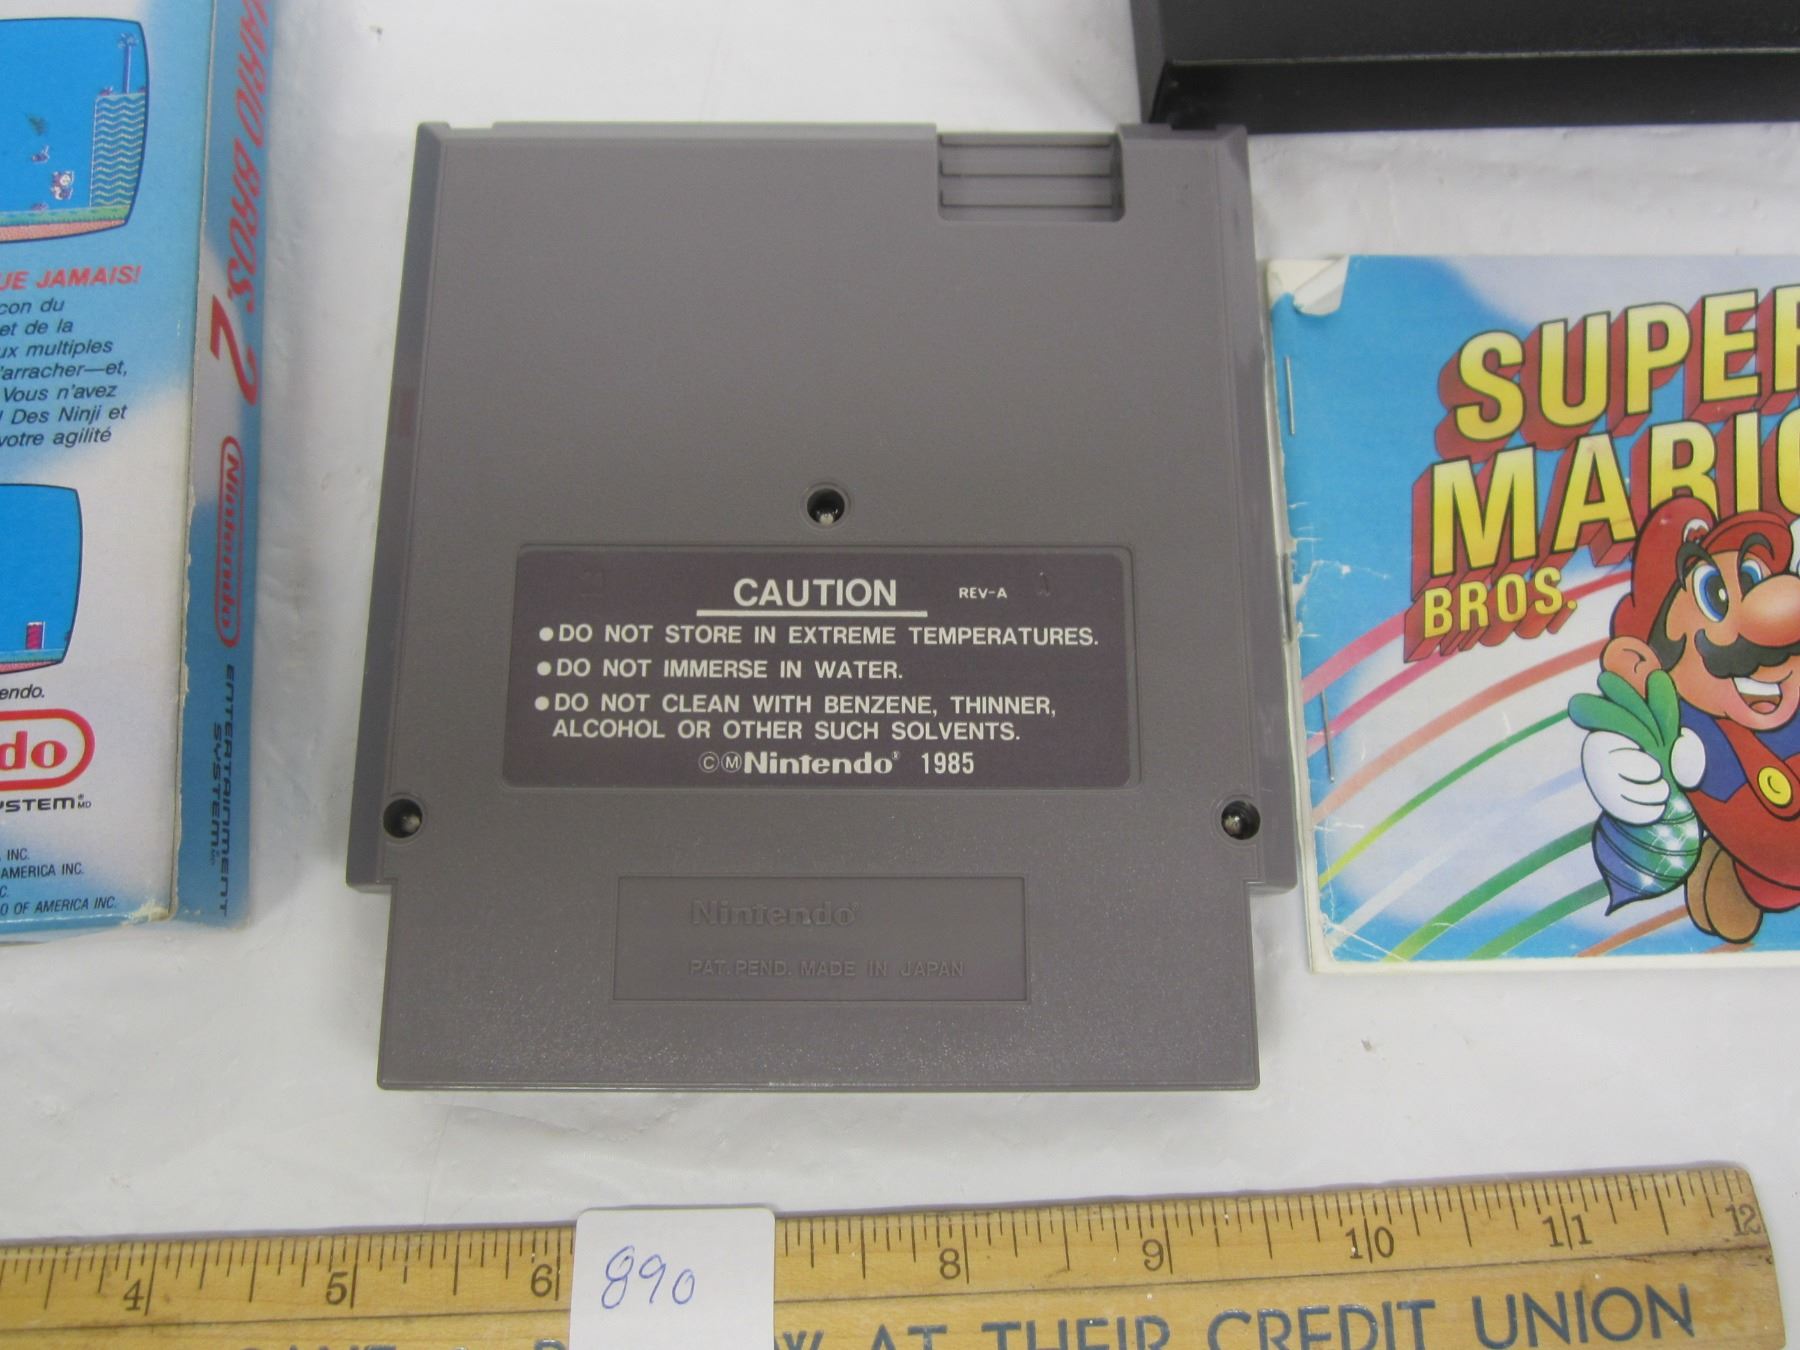 UE JAMAIS!
con du
et de la
ux multiples
'arracher—et,
Vous n'avez
! Des Ninji et
votre agilité
endo.
do
YSTEM MD
, INC.
AMERICA INC.
C.
O OF AMERICA INC.
MARIO BROS. 2
Nintendo
ENTERTAINMENT
SYSTEM
CAUTION REV-A
●DO NOT STORE IN EXTREME TEMPERATURES.
●DO NOT IMMERSE IN WATER.
●DO NOT CLEAN WITH BENZENE, THINNER,
ALCOHOL OR OTHER SUCH SOLVENTS.
©ⓂNintendo® 1985
Nintendo®
PAT. PEND. MADE IN JAPAN
SUPER
MARIO
BROS.
4 5 6 8 9 10 11 12
890
AT THEIR CREDIT UNION